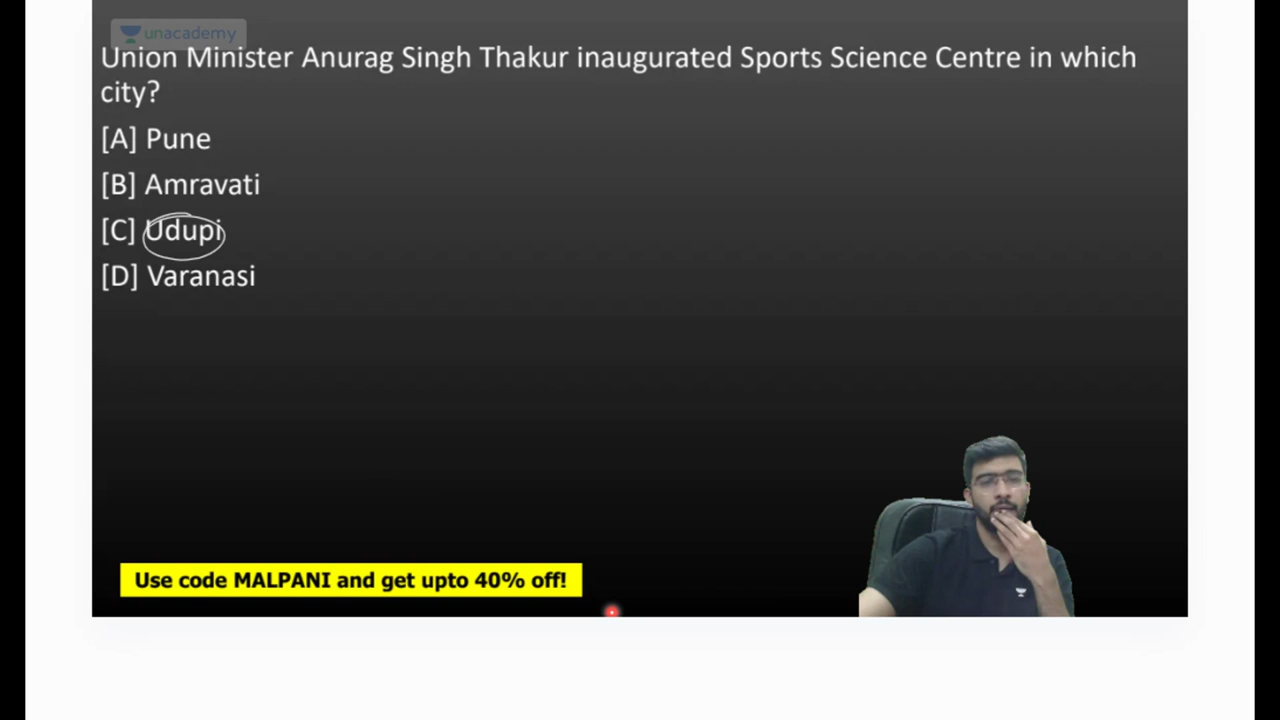 unacademy
Union Minister Anurag Singh Thakur inaugurated Sports Science Centre in which
city?
[A] Pune
[B] Amravati
[C] Udupi
[D] Varanasi
Use code MALPANI and get upto 40% off!